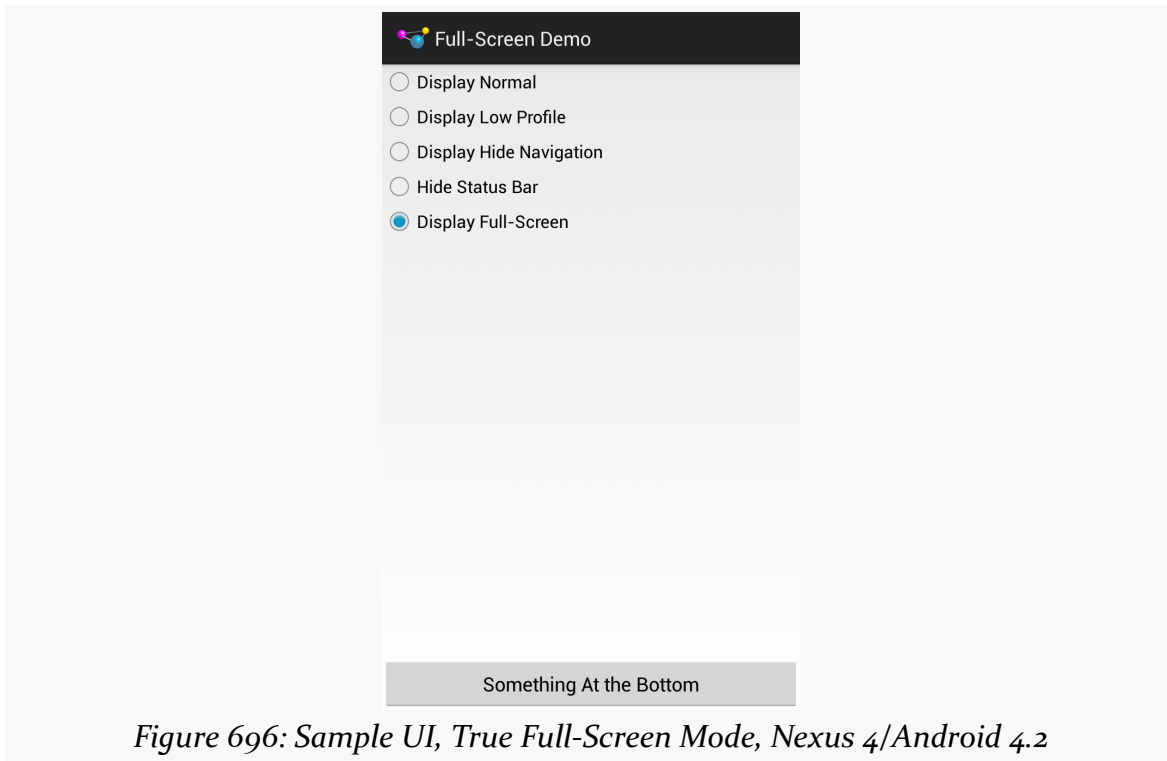 Full-Screen Demo
Display Normal
Display Low Profile
Display Hide Navigation
Hide Status Bar
Display Full-Screen
Something At the Bottom
Figure 696: Sample UI, True Full-Screen Mode, Nexus 4/Android 4.2